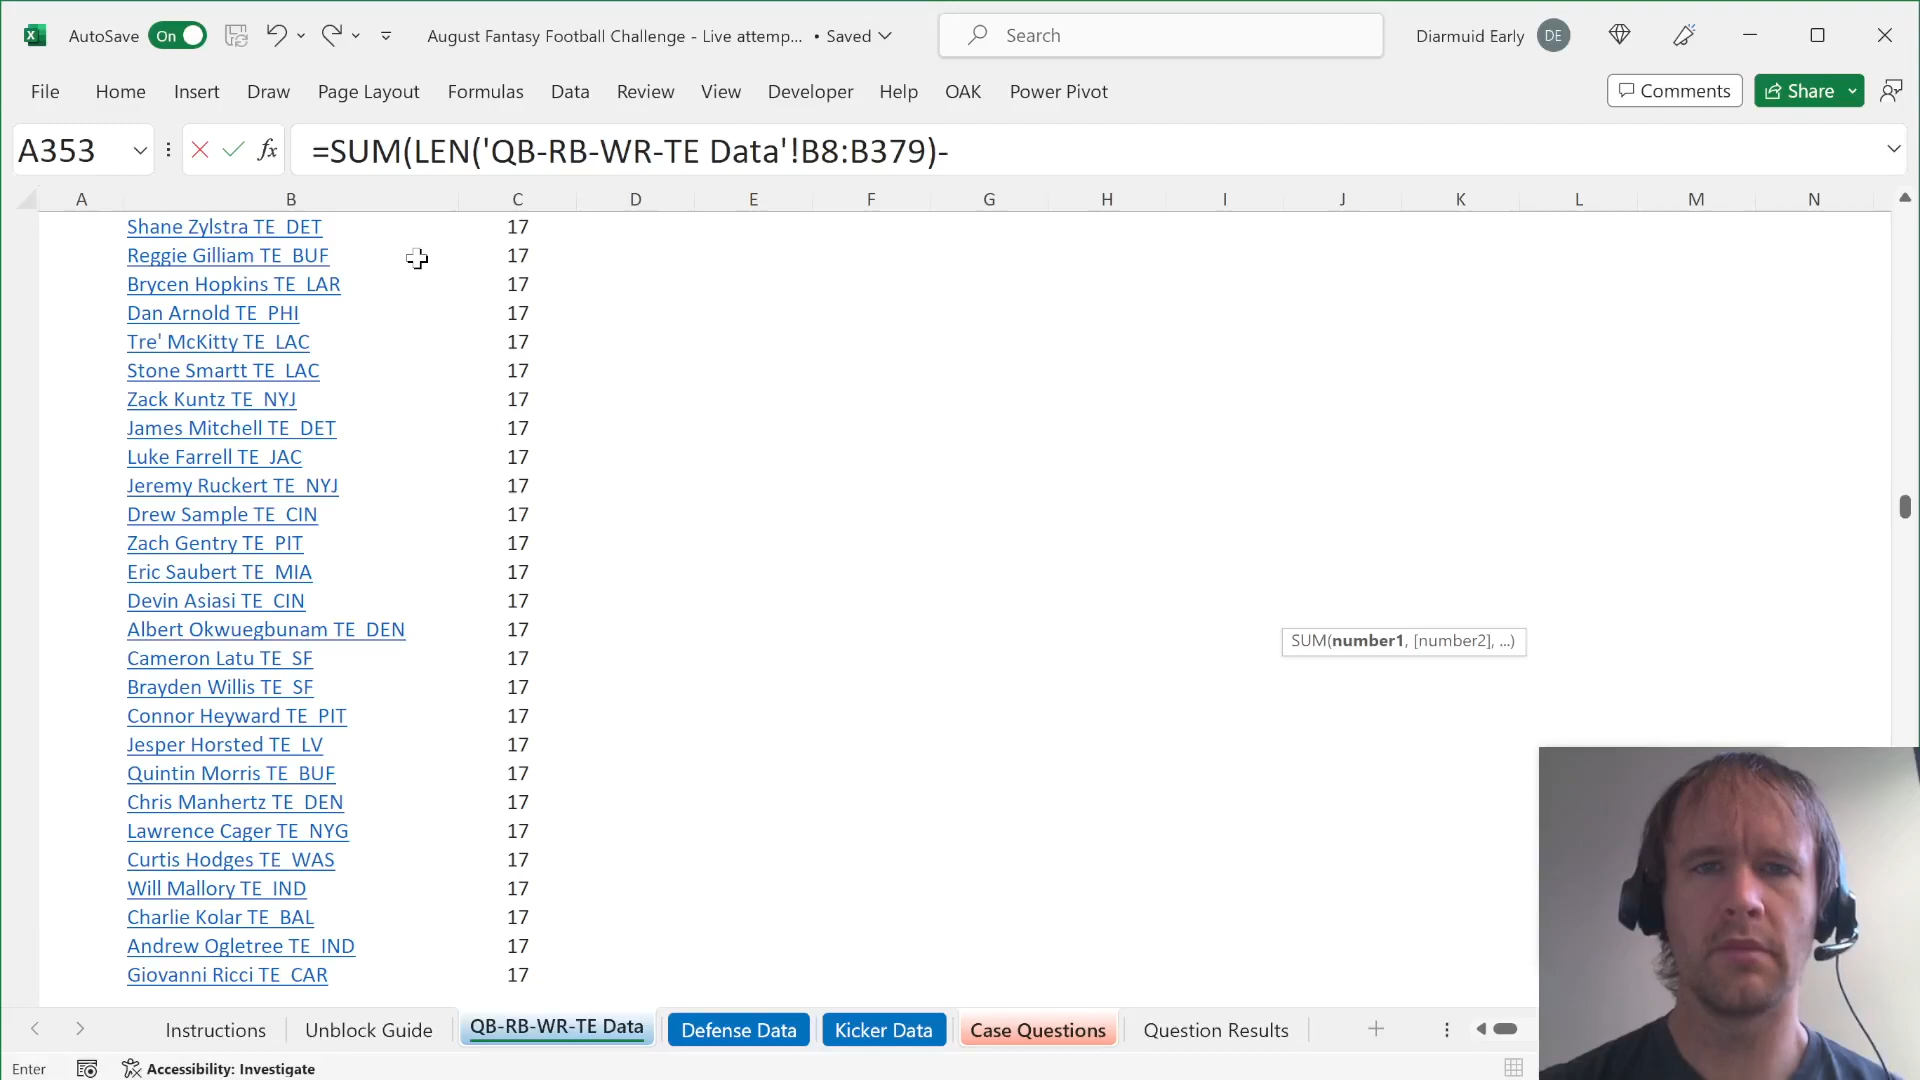 AutoSave On August Fantasy Football Challenge - Live attemp... • Saved Search Diarmuid Early DE
File Home Insert Draw Page Layout Formulas Data Review View Developer Help OAK Power Pivot Comments Share
A353 fx =SUM(LEN('QB-RB-WR-TE Data'!B8:B379)-
A B C D E F G H I J K L M N
Shane Zylstra TE DET 17
Reggie Gilliam TE BUF 17
Brycen Hopkins TE LAR 17
Dan Arnold TE PHI 17
Tre' McKitty TE LAC 17
Stone Smartt TE LAC 17
Zack Kuntz TE NYJ 17
James Mitchell TE DET 17
Luke Farrell TE JAC 17
Jeremy Ruckert TE NYJ 17
Drew Sample TE CIN 17
Zach Gentry TE PIT 17
Eric Saubert TE MIA 17
Devin Asiasi TE CIN 17
Albert Okwuegbunam TE DEN 17
SUM(number1, [number2], ...)
Cameron Latu TE SF 17
Brayden Willis TE SF 17
Connor Heyward TE PIT 17
Jesper Horsted TE LV 17
Quintin Morris TE BUF 17
Chris Manhertz TE DEN 17
Lawrence Cager TE NYG 17
Curtis Hodges TE WAS 17
Will Mallory TE IND 17
Charlie Kolar TE BAL 17
Andrew Ogletree TE IND 17
Giovanni Ricci TE CAR 17
Instructions Unblock Guide QB-RB-WR-TE Data Defense Data Kicker Data Case Questions Question Results
Enter Accessibility: Investigate